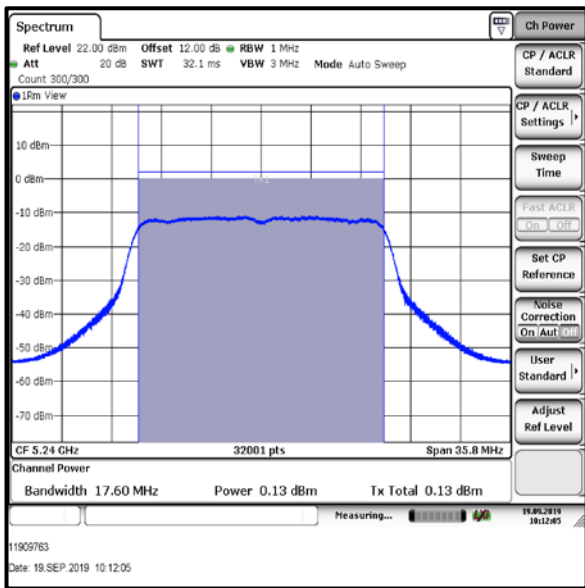 Spectrum
Ch Power
Ref Level 22.00 dBm Offset 12.00 dB RBW 1 MHz
Att 20 dB SWT 32.1 ms VBW 3 MHz Mode Auto Sweep
Count 300/300
1Rm View
10 dBm
0 dBm
-10 dBm
-20 dBm
-30 dBm
-40 dBm
-50 dBm
-60 dBm
-70 dBm
CF 5.24 GHz 32001 pts Span 35.8 MHz
Channel Power
Bandwidth 17.60 MHz Power 0.13 dBm Tx Total 0.13 dBm
Measuring...
19.09.2019
10:12:05
CP / ACLR
Standard
CP / ACLR
Settings
Sweep
Time
Fast ACLR
On Off
Set CP
Reference
Noise
Correction
On Aut Off
User
Standard
Adjust
Ref Level
11909763
Date: 19.SEP.2019 10:12:05